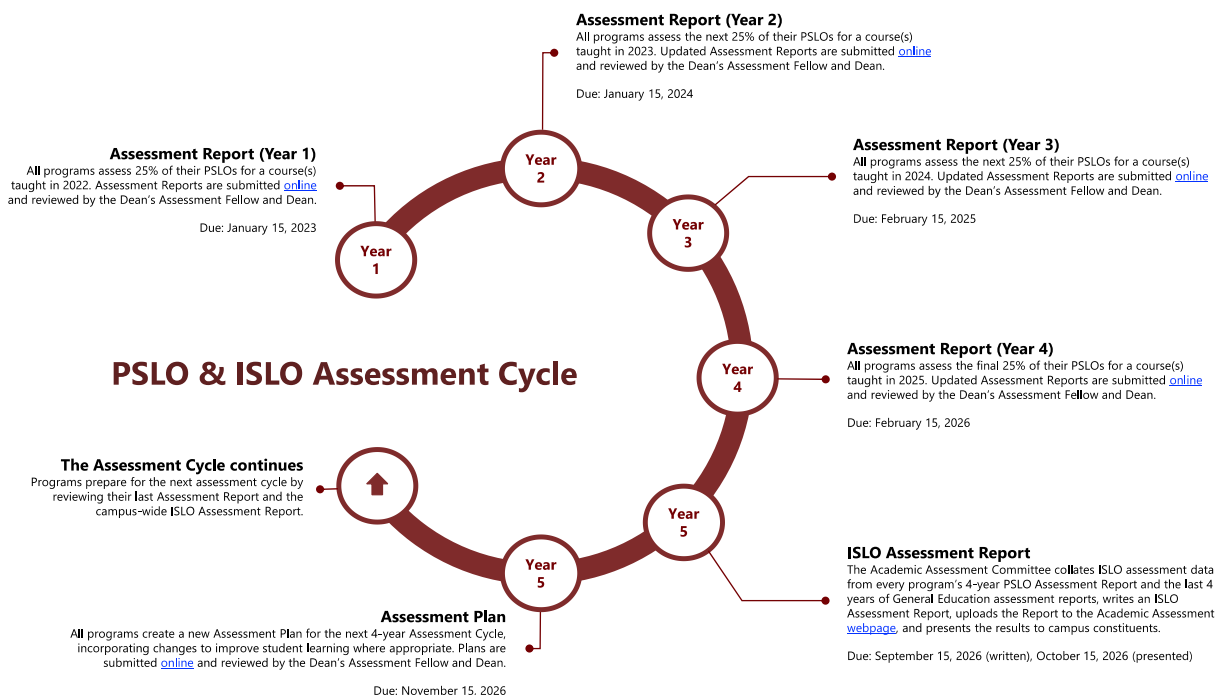 Assessment Report (Year 2)
All programs assess the next 25% of their PSLOs for a course(s)
taught in 2023. Updated Assessment Reports are submitted online
and reviewed by the Dean's Assessment Fellow and Dean.
Due: January 15, 2024
Assessment Report (Year 1)
All programs assess 25% of their PSLOs for a course(s)
taught in 2022. Assessment Reports are submitted online
and reviewed by the Dean's Assessment Fellow and Dean.
Due: January 15, 2023
Assessment Report (Year 3)
All programs assess the next 25% of their PSLOs for a course(s)
taught in 2024. Updated Assessment Reports are submitted online
and reviewed by the Dean's Assessment Fellow and Dean.
Due: February 15, 2025
Year
2
Year
3
Year
1
PSLO & ISLO Assessment Cycle
Year
4
Assessment Report (Year 4)
All programs assess the final 25% of their PSLOs for a course(s)
taught in 2025. Updated Assessment Reports are submitted online
and reviewed by the Dean's Assessment Fellow and Dean.
Due: February 15, 2026
The Assessment Cycle continues
Programs prepare for the next assessment cycle by
reviewing their last Assessment Report and the
campus-wide ISLO Assessment Report.
Year
5
Year
5
ISLO Assessment Report
The Academic Assessment Committee collates ISLO assessment data
from every program's 4-year PSLO Assessment Report and the last 4
years of General Education assessment reports, writes an ISLO
Assessment Report, uploads the Report to the Academic Assessment
webpage, and presents the results to campus constituents.
Due: September 15, 2026 (written), October 15, 2026 (presented)
Assessment Plan
All programs create a new Assessment Plan for the next 4-year Assessment Cycle,
incorporating changes to improve student learning where appropriate. Plans are
submitted online and reviewed by the Dean's Assessment Fellow and Dean.
Due: November 15, 2026